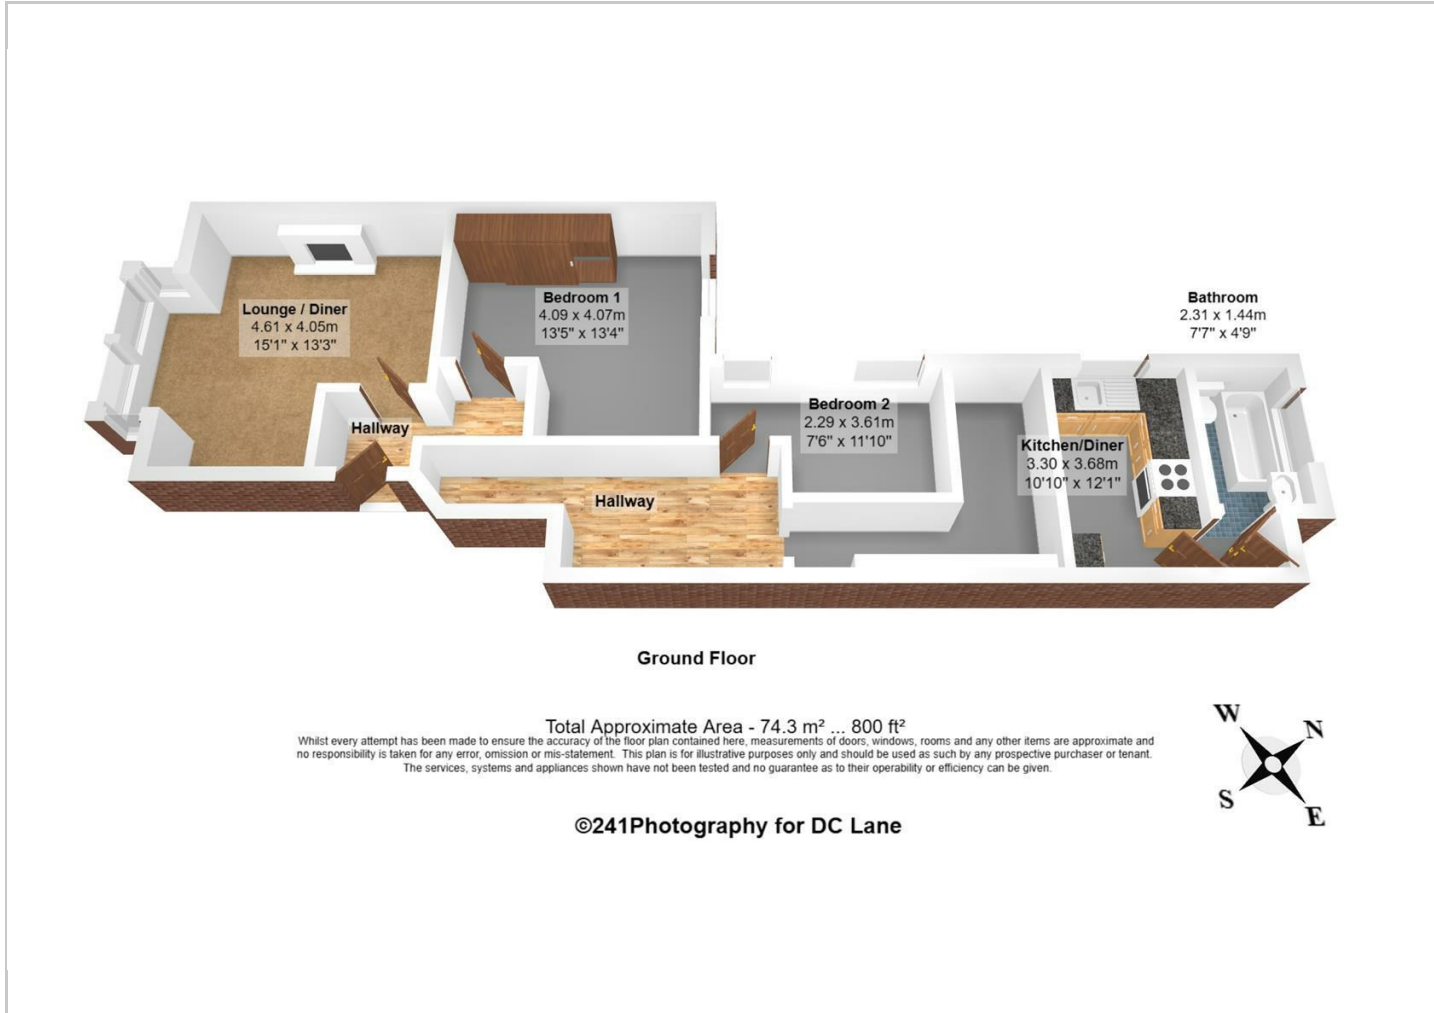 Lounge / Diner
4.61 x 4.05m
15'1" x 13'3"
Bedroom 1
4.09 x 4.07m
13'5" x 13'4"
Bathroom
2.31 x 1.44m
7'7" x 4'9"
Hallway
Bedroom 2
2.29 x 3.61m
7'6" x 11'10"
Kitchen/Diner
3.30 x 3.68m
10'10" x 12'1"
Hallway
Ground Floor
Total Approximate Area - 74.3 m² ... 800 ft²
Whilst every attempt has been made to ensure the accuracy of the floor plan contained here, measurements of doors, windows, rooms and any other items are approximate and
no responsibility is taken for any error, omission or mis-statement. This plan is for illustrative purposes only and should be used as such by any prospective purchaser or tenant.
The services, systems and appliances shown have not been tested and no guarantee as to their operability or efficiency can be given.
©241Photography for DC Lane
W
N
S
E